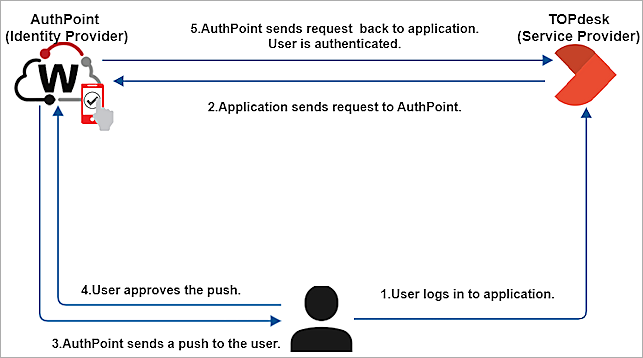 AuthPoint
(Identity Provider)
5.AuthPoint sends request  back to application.
User is authenticated.
TOPdesk
(Service Provider)
W
2.Application sends request to AuthPoint.
4.User approves the push.
1.User logs in to application.
3.AuthPoint sends a push to the user.